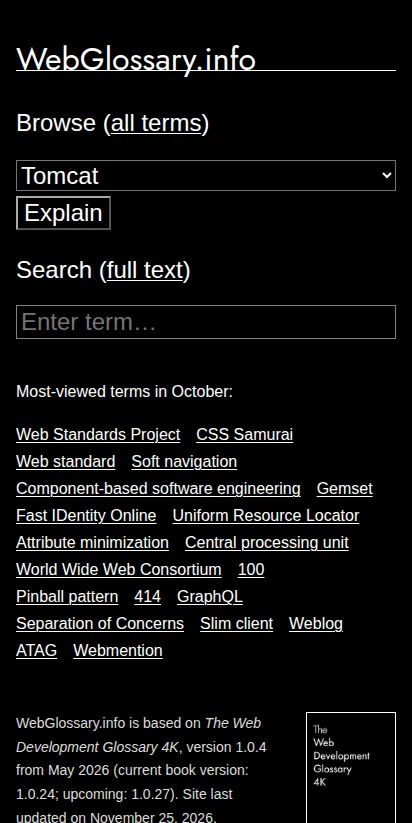 WebGlossary.info
Browse (all terms)
Tomcat
Explain
Search (full text)
Enter term…
Most-viewed terms in October:
Web Standards Project CSS Samurai
Web standard Soft navigation
Component-based software engineering Gemset
Fast IDentity Online Uniform Resource Locator
Attribute minimization Central processing unit
World Wide Web Consortium 100
Pinball pattern 414 GraphQL
Separation of Concerns Slim client Weblog
ATAG Webmention
WebGlossary.info is based on The Web
Development Glossary 4K, version 1.0.4
from May 2026 (current book version:
1.0.24; upcoming: 1.0.27). Site last
updated on November 25, 2026.
The
Web
Development
Glossary
4K